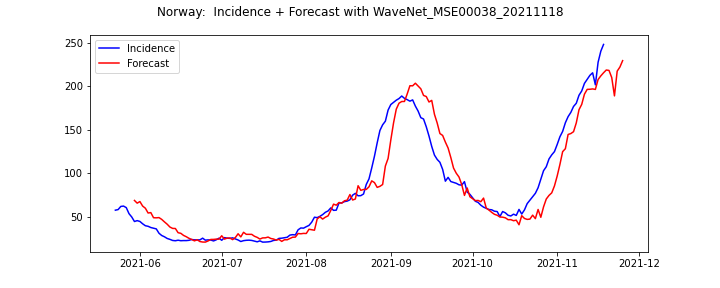 Norway:  Incidence + Forecast with WaveNet_MSE00038_20211118
Incidence
Forecast
250
200
150
100
50
2021-06 2021-07 2021-08 2021-09 2021-10 2021-11 2021-12